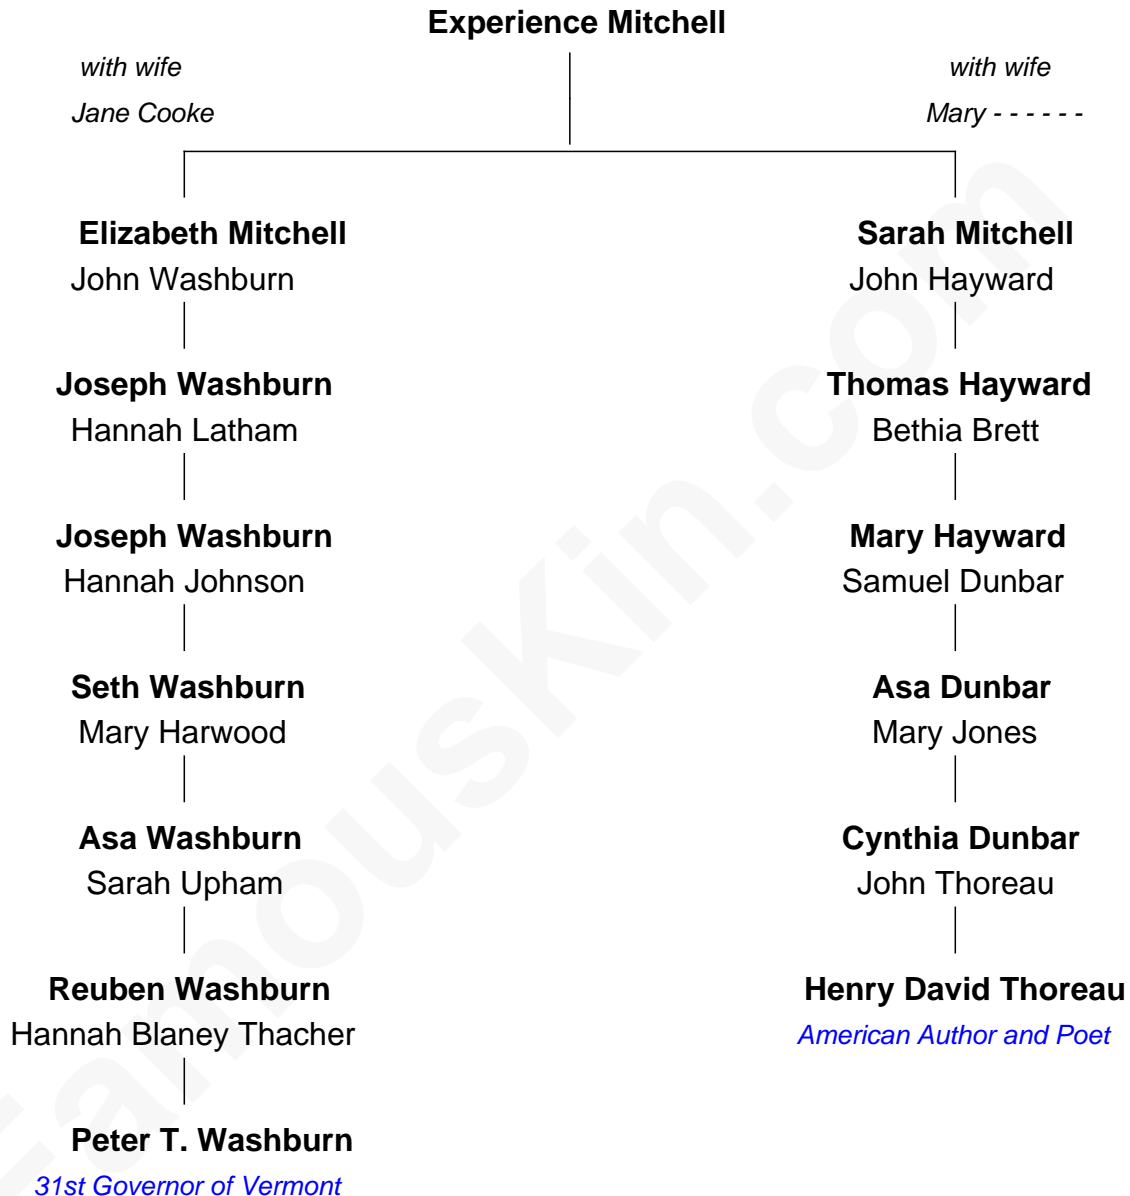 Experience Mitchell
with wife
Jane Cooke
with wife
Mary - - - - - -
Elizabeth Mitchell
John Washburn
Sarah Mitchell
John Hayward
Joseph Washburn
Hannah Latham
Thomas Hayward
Bethia Brett
Joseph Washburn
Hannah Johnson
Mary Hayward
Samuel Dunbar
Seth Washburn
Mary Harwood
Asa Dunbar
Mary Jones
Asa Washburn
Sarah Upham
Cynthia Dunbar
John Thoreau
Reuben Washburn
Hannah Blaney Thacher
Henry David Thoreau
American Author and Poet
Peter T. Washburn
31st Governor of Vermont
FamousKin.com